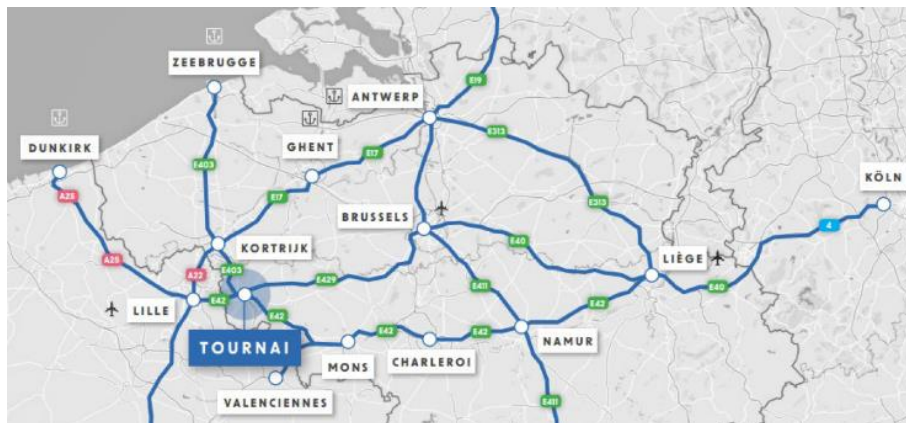 ZEEBRUGGE
E19
ANTWERP
DUNKIRK
GHENT
E17
E313
E403
A25
E17
E313
KÖLN
BRUSSELS
4
KORTRIJK
E40
A25
A22
E403
E429
LIÈGE
E411
E40
LILLE
E42
E42
E42
TOURNAI
E42
E42
NAMUR
MONS
CHARLEROI
VALENCIENNES
E411